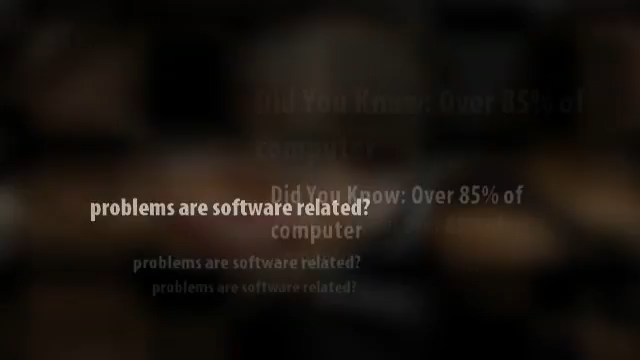 Did You Know: Over 85% of
computer
Did You Know: Over 85% of
computer
problems are software related?
problems are software related?
problems are software related?